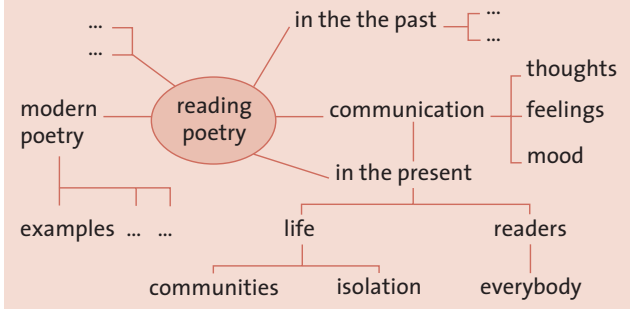 ...
...
in the the past
...
...
thoughts
modern
poetry
reading
poetry
communication
feelings
mood
in the present
examples ... ...
life
readers
communities
isolation
everybody